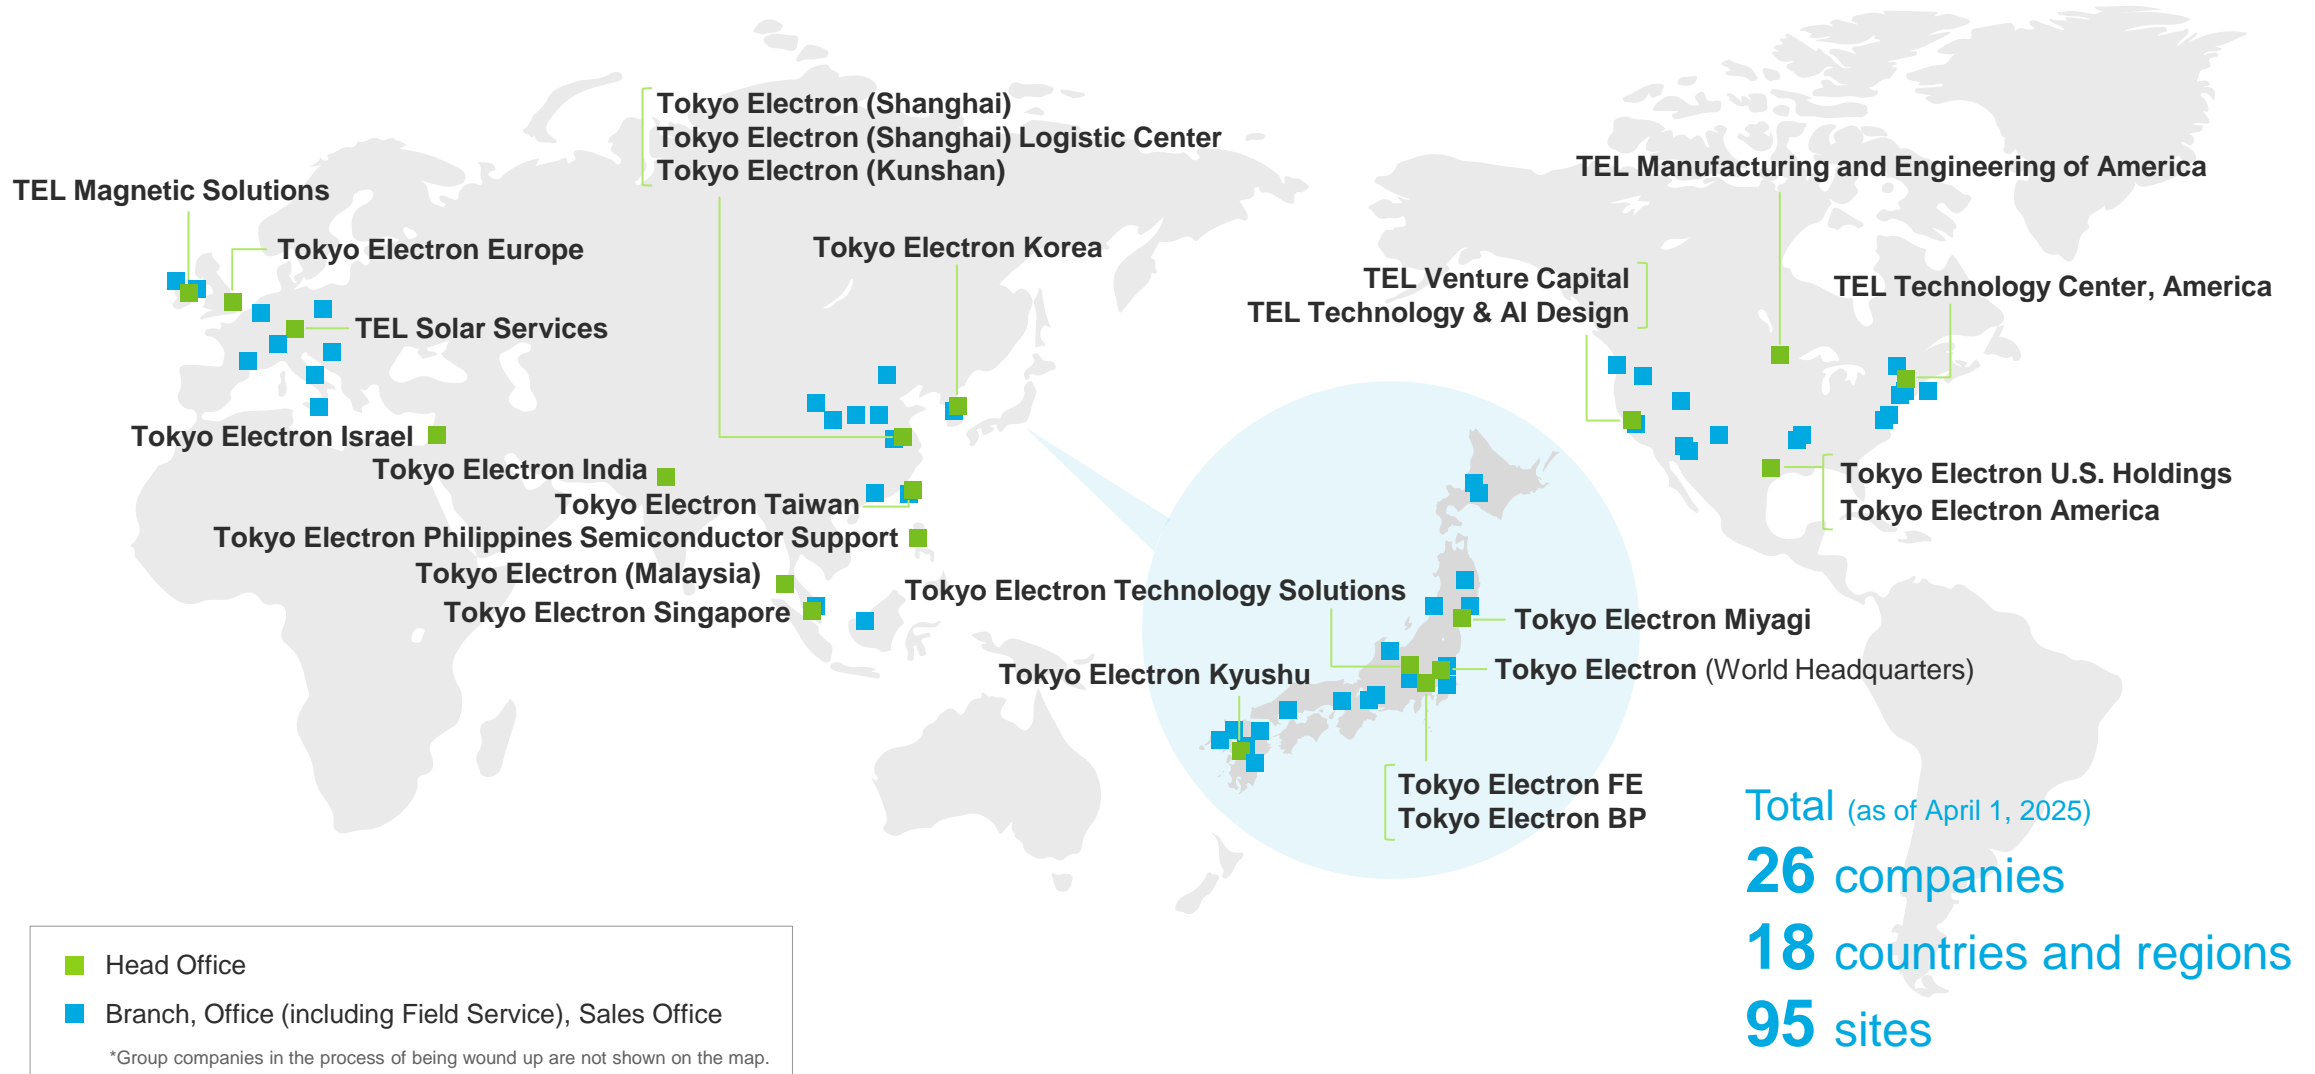 Tokyo Electron (Shanghai)
Tokyo Electron (Shanghai) Logistic Center
Tokyo Electron (Kunshan)
TEL Manufacturing and Engineering of America
TEL Magnetic Solutions
Tokyo Electron Europe
Tokyo Electron Korea
TEL Venture Capital
TEL Technology & AI Design
TEL Technology Center, America
TEL Solar Services
Tokyo Electron Israel
Tokyo Electron India
Tokyo Electron U.S. Holdings
Tokyo Electron America
Tokyo Electron Taiwan
Tokyo Electron Philippines Semiconductor Support
Tokyo Electron (Malaysia)
Tokyo Electron Singapore
Tokyo Electron Technology Solutions
Tokyo Electron Miyagi
Tokyo Electron Kyushu
Tokyo Electron (World Headquarters)
Tokyo Electron FE
Tokyo Electron BP
Total (as of April 1, 2025)
26 companies
18 countries and regions
95 sites
Head Office
Branch, Office (including Field Service), Sales Office
*Group companies in the process of being wound up are not shown on the map.